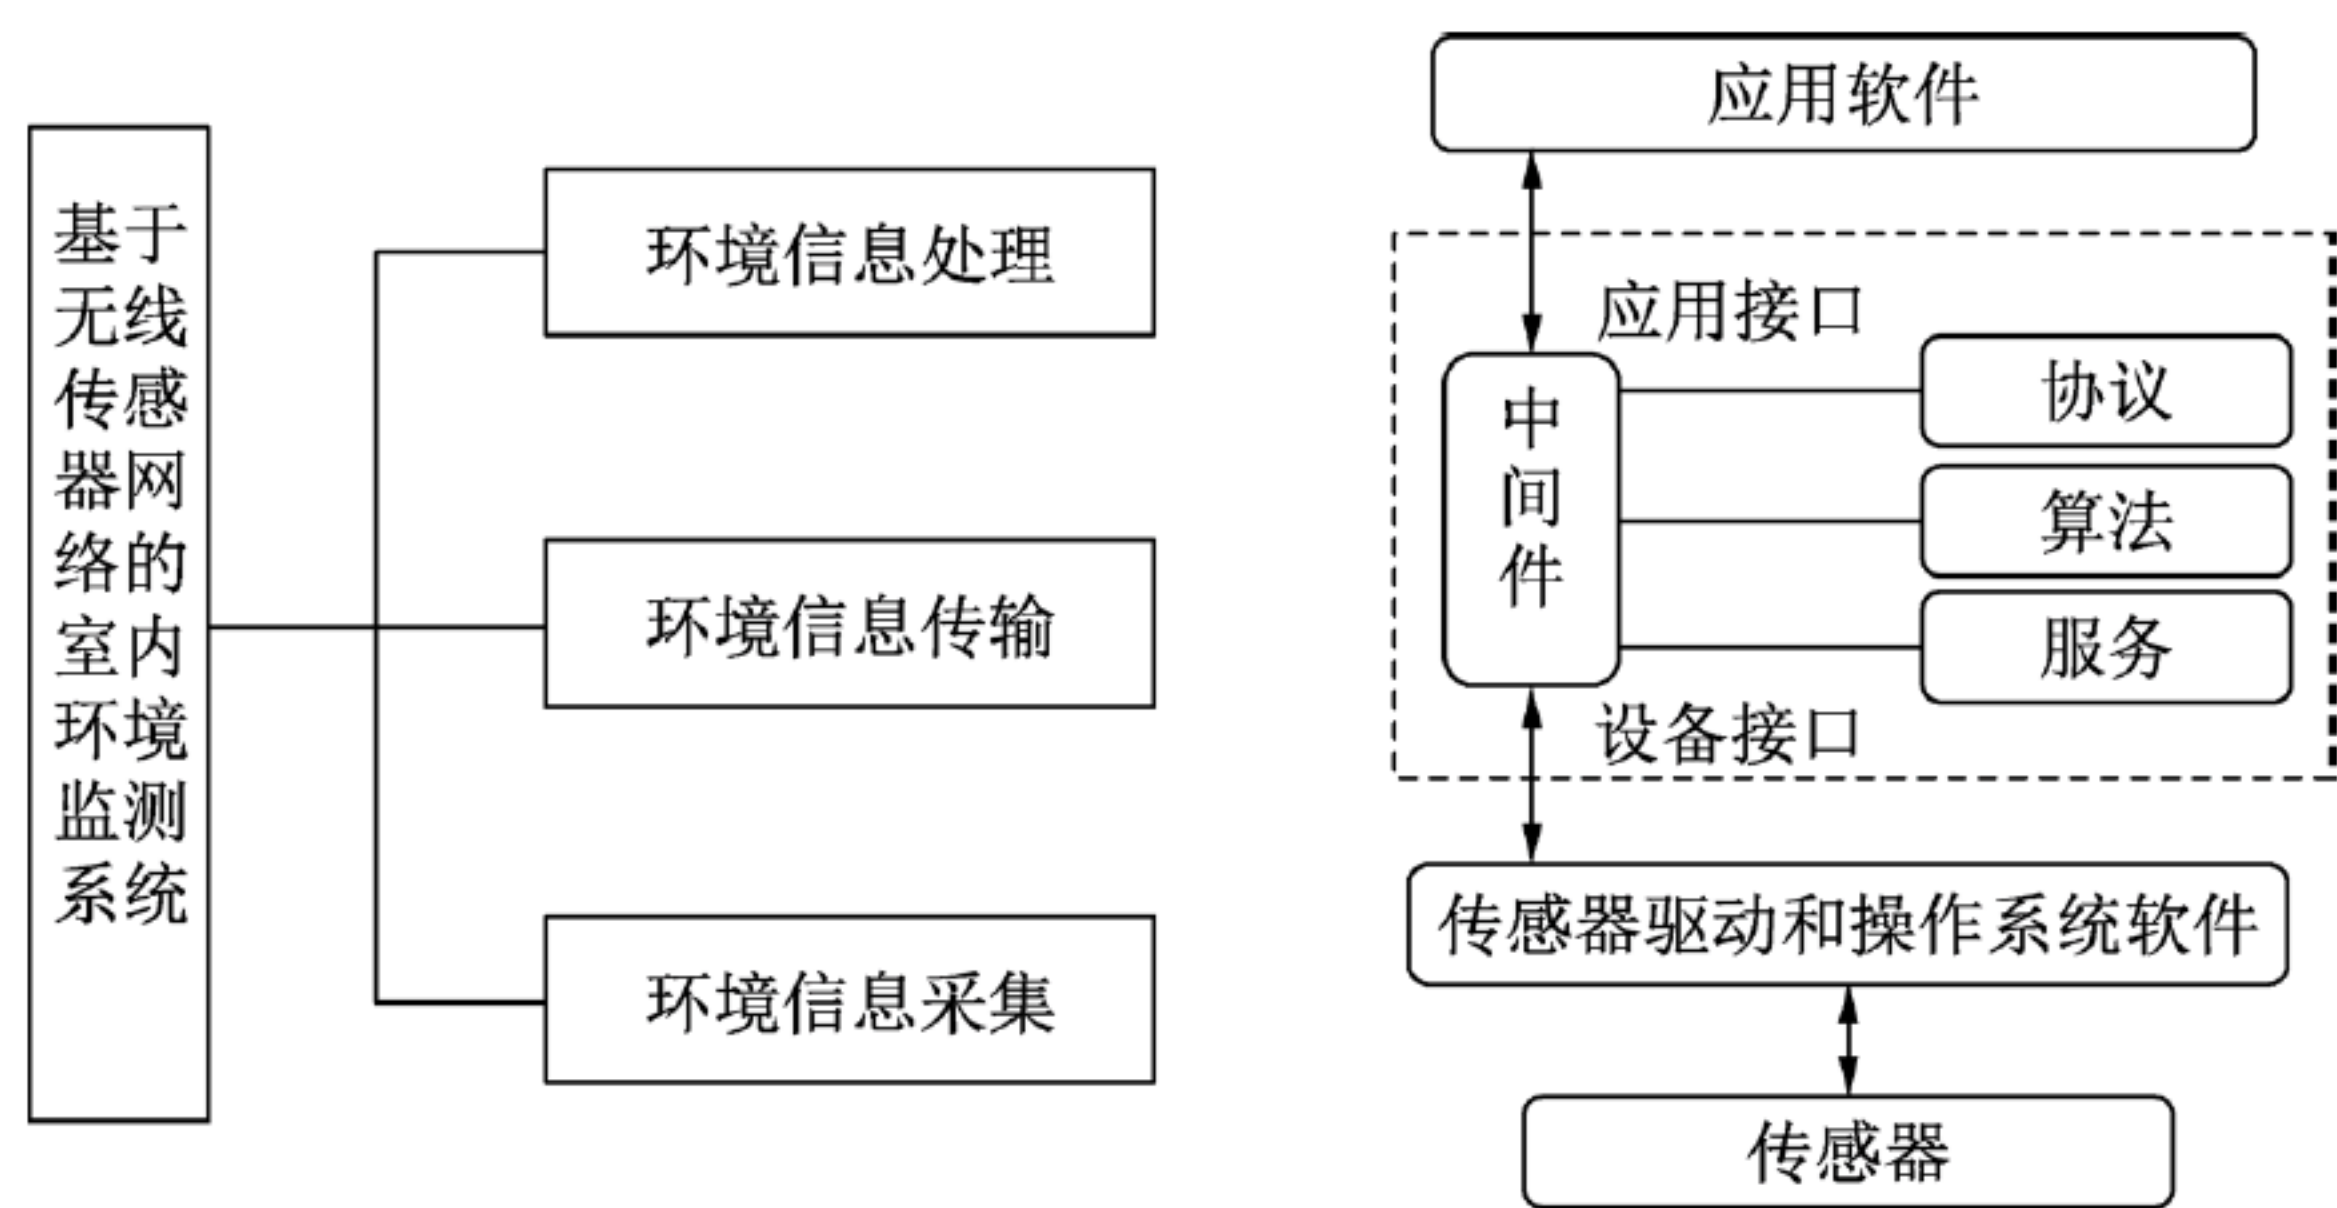 基于
无线
传感
器网
络的
室内
环境
监测
系统
环境信息处理
环境信息传输
环境信息采集
应用软件
应用接口
中
间
件
协议
算法
服务
设备接口
传感器驱动和操作系统软件
传感器